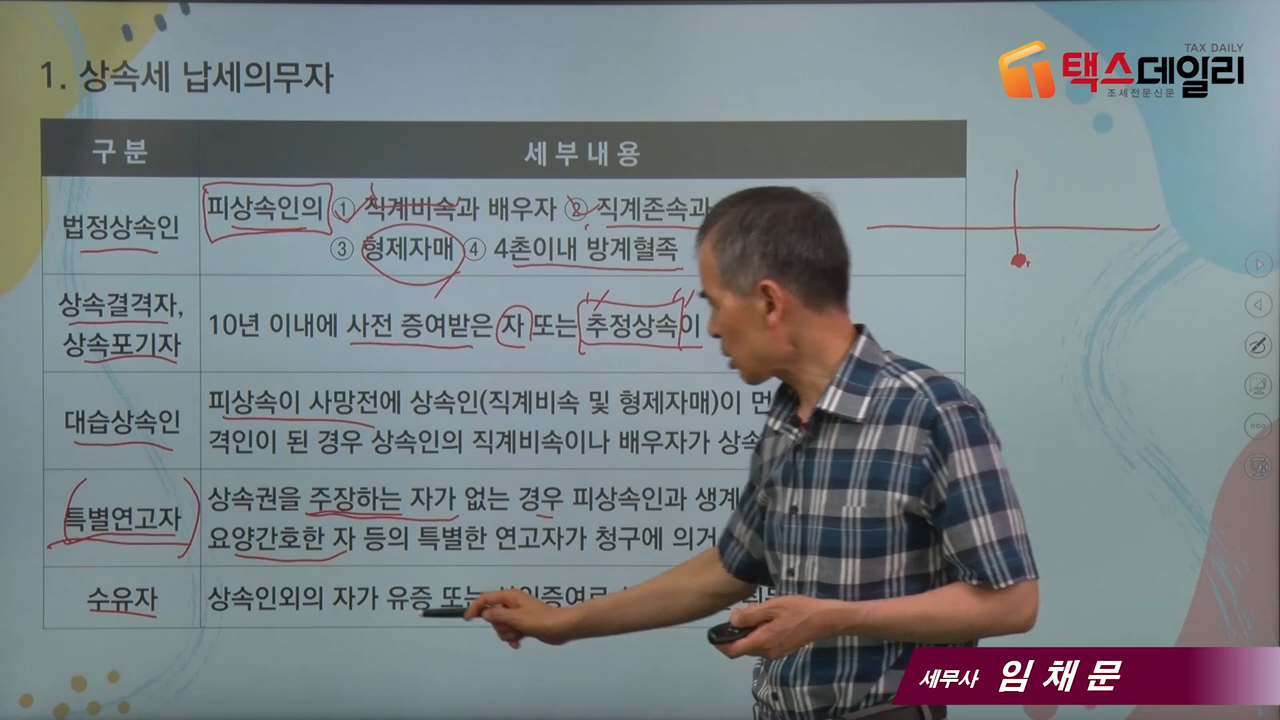 1. 상속세 납세의무자
TAX DAILY
택스데일리
조세전문신문
구 분
세 부 내 용
법정상속인
피상속인의 ① 직계비속과 배우자 ② 직계존속과
③ 형제자매 ④ 4촌이내 방계혈족
상속결격자,
상속포기자
10년 이내에 사전 증여받은 자 또는 추정상속이
대습상속인
피상속이 사망전에 상속인(직계비속 및 형제자매)이 먼
격인이 된 경우 상속인의 직계비속이나 배우자가 상속
특별연고자
상속권을 주장하는 자가 없는 경우 피상속인과 생계
요양간호한 자 등의 특별한 연고자가 청구에 의거
수유자
상속인외의 자가 유증 또는
세무사 임채문